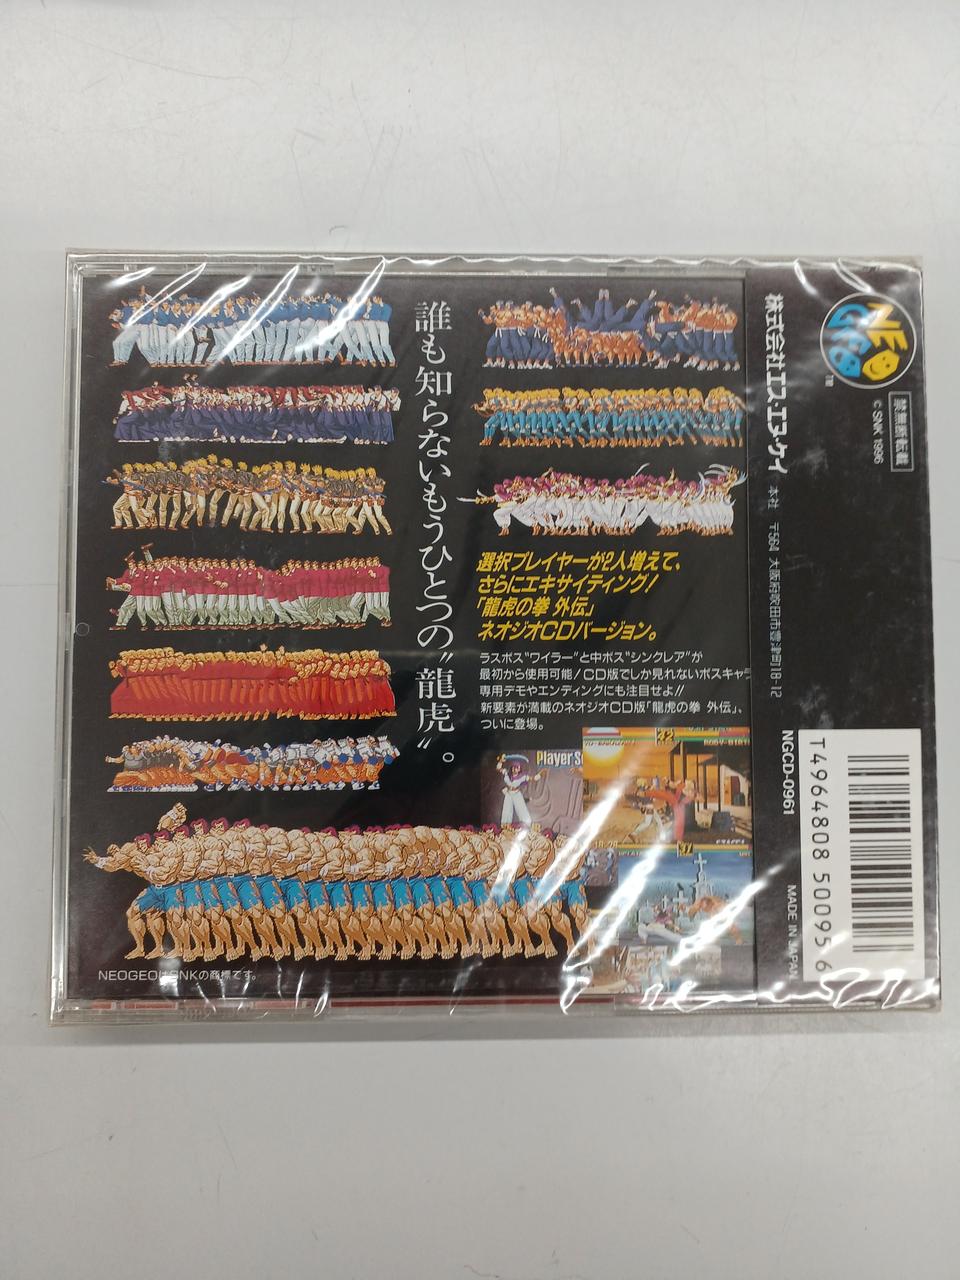 誰も知らないもうひとつの"龍虎"。
選択プレイヤーが2人増えて、
さらにエキサイティング!
「龍虎の拳 外伝」
ネオジオCDバージョン。
ラスボス"ワイラー"と中ボス"シンクレア"が
最初から使用可能!CD版でしか見れないボスキャラ
専用デモやエンディングにも注目せよ!!
新要素が満載のネオジオCD版「龍虎の拳 外伝」、
ついに登場。
Player S
NEOGEOはSNKの商標です。
NEO GEO
TM
株式会社エス・エヌ・ケイ 本社 〒564 大阪府吹田市豊津町18-12
禁無断転載
© SNK 1996
NGCD-0961
MADE IN JAPAN
T4964808 500956